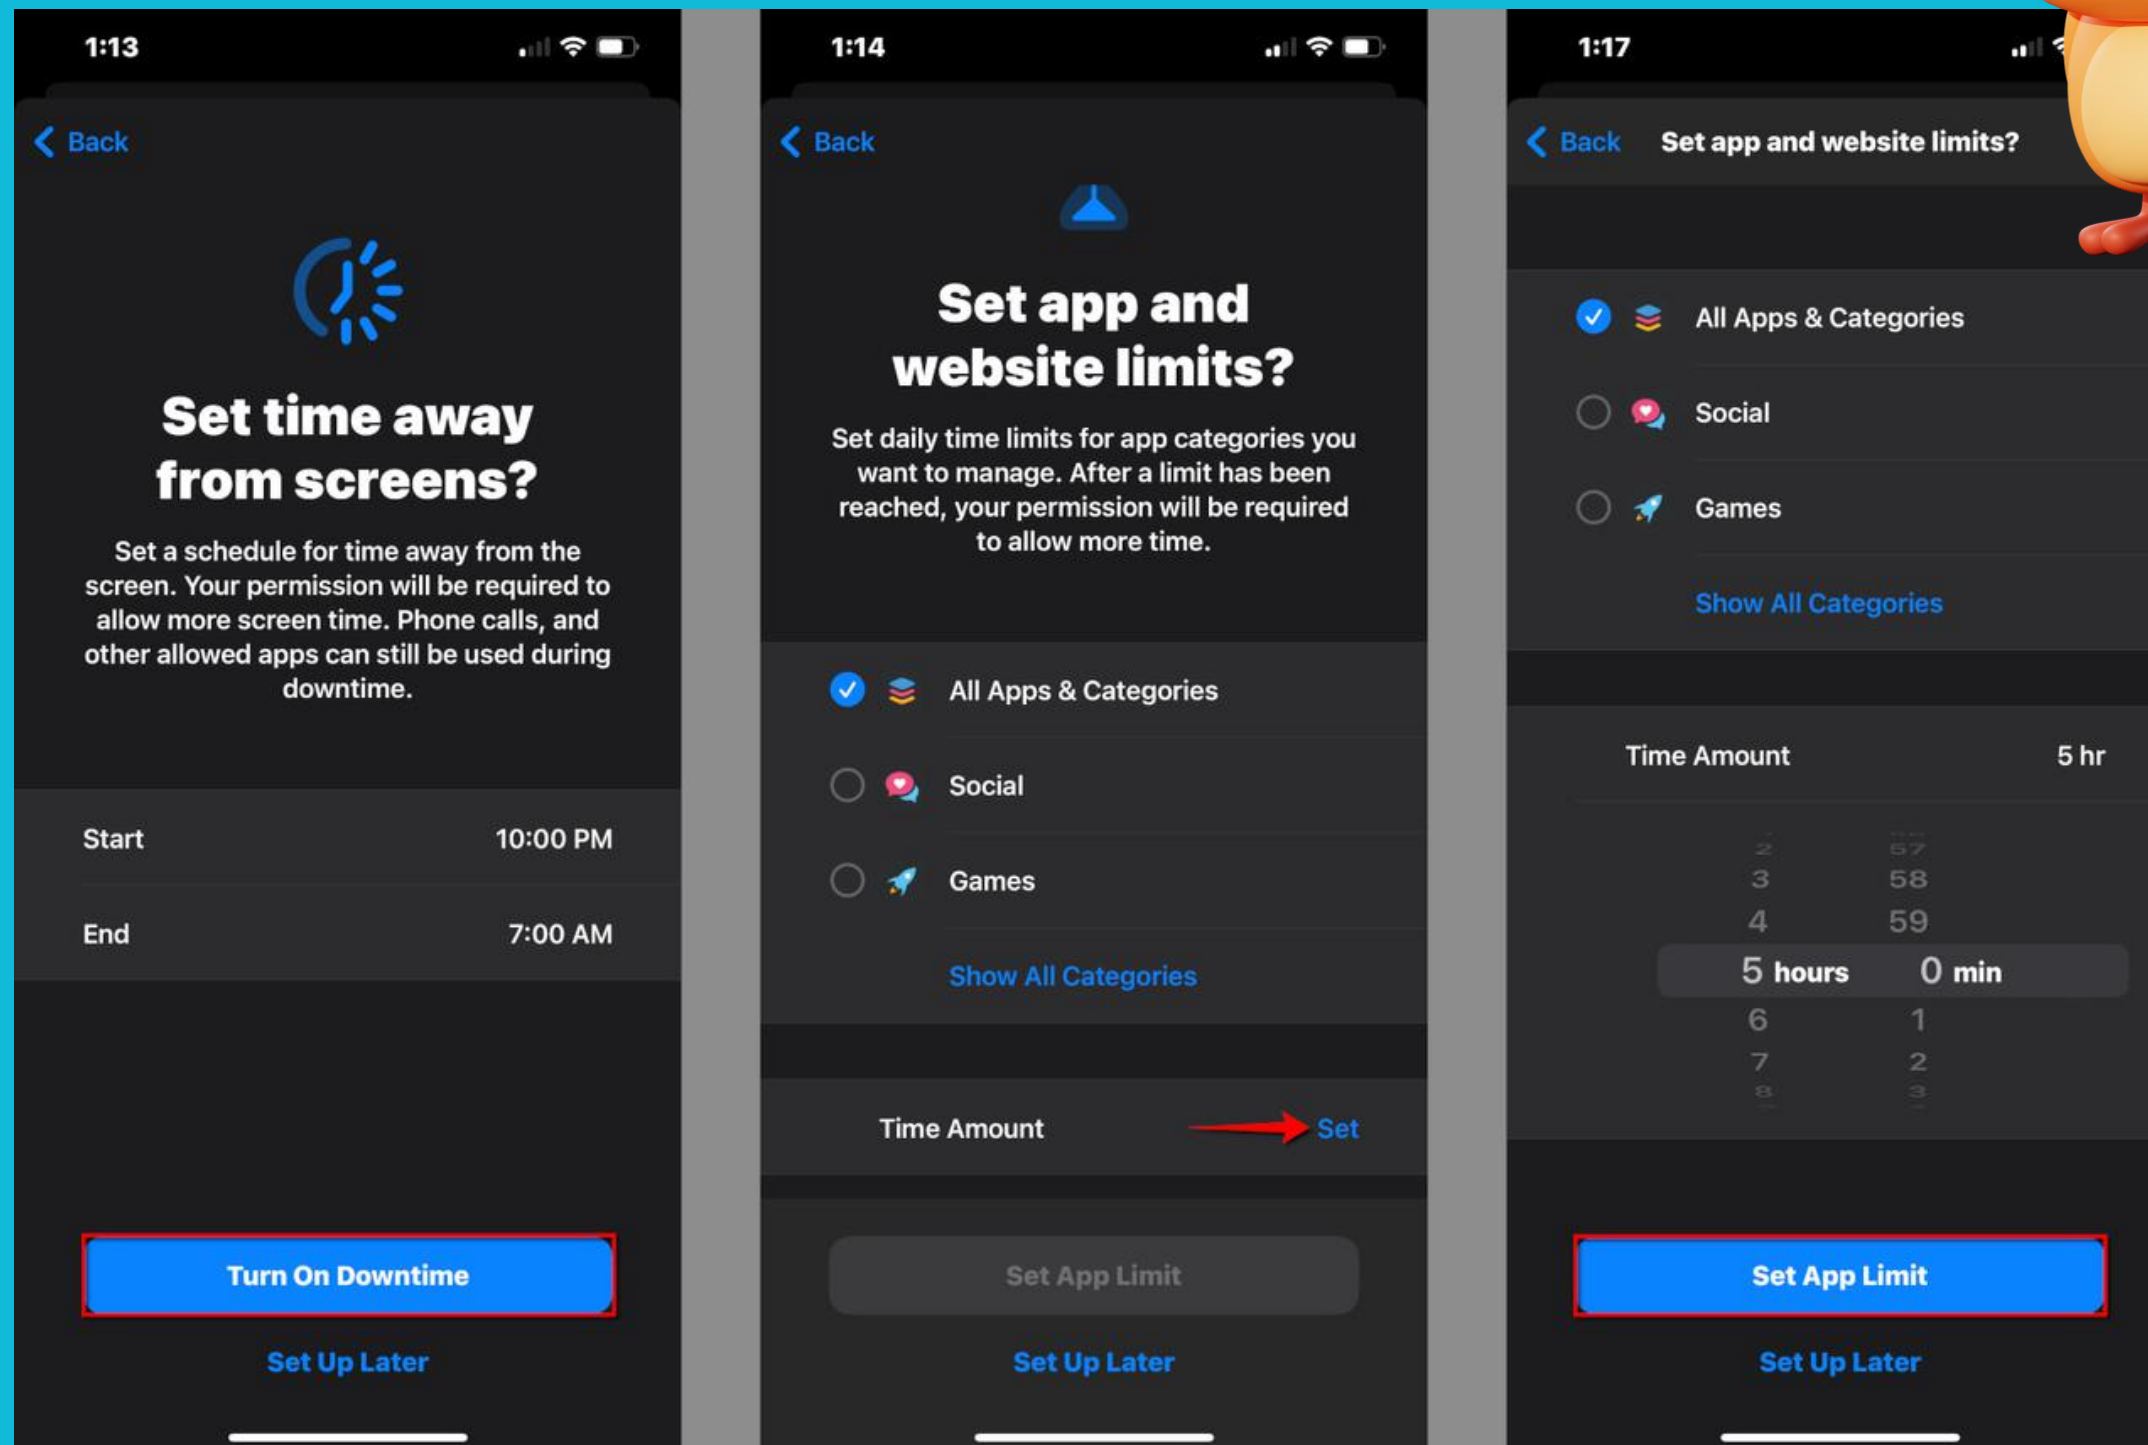 1:13
Back
Set time away
from screens?
Set a schedule for time away from the
screen. Your permission will be required to
allow more screen time. Phone calls, and
other allowed apps can still be used during
downtime.
Start 10:00 PM
End 7:00 AM
Turn On Downtime
Set Up Later
1:14
Back
Set app and
website limits?
Set daily time limits for app categories you
want to manage. After a limit has been
reached, your permission will be required
to allow more time.
All Apps & Categories
Social
Games
Show All Categories
Time Amount Set
Set App Limit
Set Up Later
1:17
Back Set app and website limits?
All Apps & Categories
Social
Games
Show All Categories
Time Amount 5 hr
2 57
3 58
4 59
5 hours 0 min
6 1
7 2
8 3
Set App Limit
Set Up Later